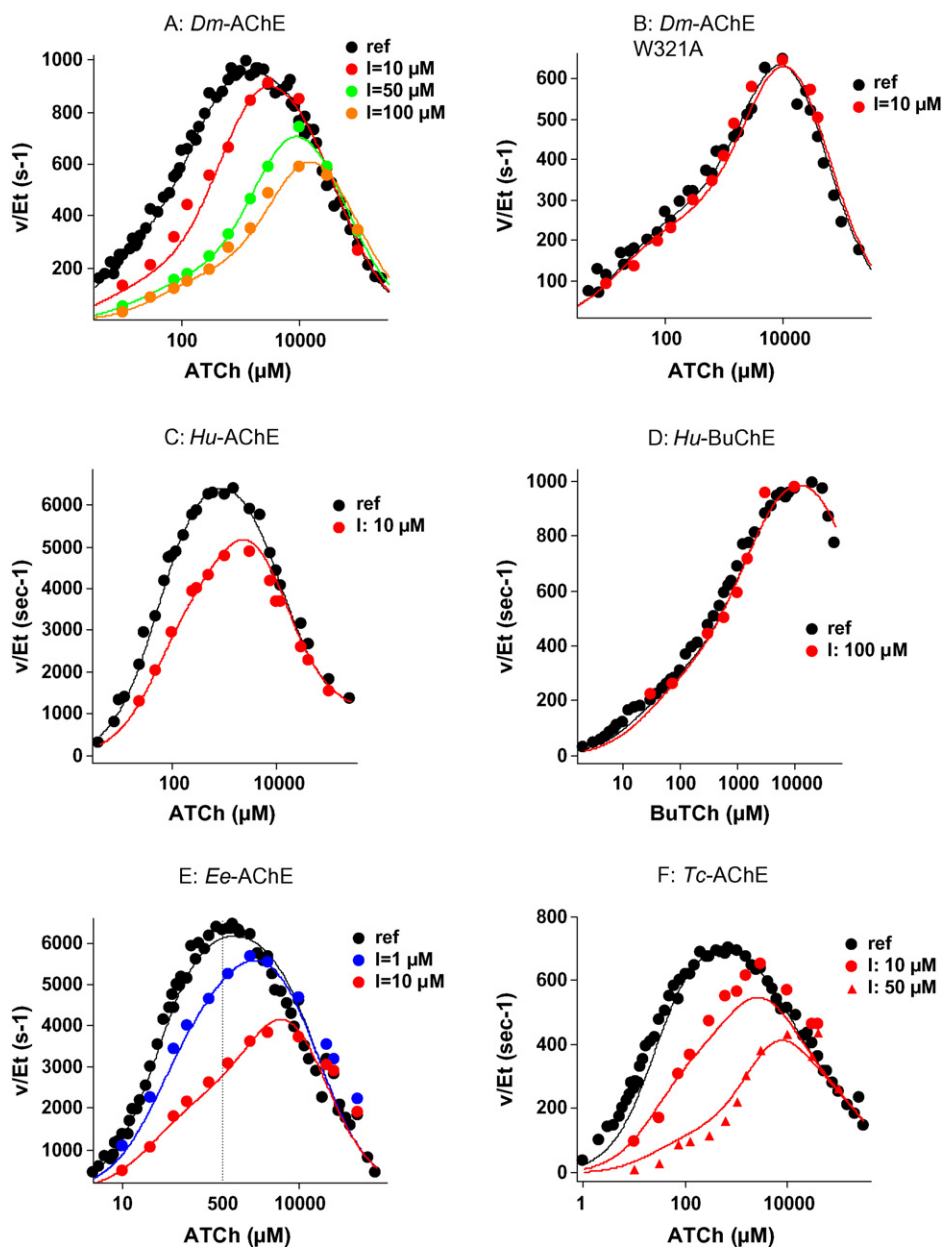 A: Dm-AChE
ref
I=10 µM
I=50 µM
I=100 µM
1000
800
600
400
200
v/Et (s-1)
100
10000
ATCh (µM)
B: Dm-AChE
W321A
ref
I=10 µM
600
500
400
300
200
100
v/Et (s-1)
100
10000
ATCh (µM)
C: Hu-AChE
ref
I: 10 µM
6000
5000
4000
3000
2000
1000
0
v/Et (sec-1)
100
10000
ATCh (µM)
D: Hu-BuChE
1000
800
600
400
200
0
v/Et (sec-1)
ref
I: 100 µM
10
100
1000
10000
BuTCh (µM)
E: Ee-AChE
ref
I=1 µM
I=10 µM
6000
5000
4000
3000
2000
1000
v/Et (sec-1)
10
500
10000
ATCh (µM)
F: Tc-AChE
ref
I: 10 µM
I: 50 µM
800
600
400
200
0
v/Et (sec-1)
1
100
10000
ATCh (µM)